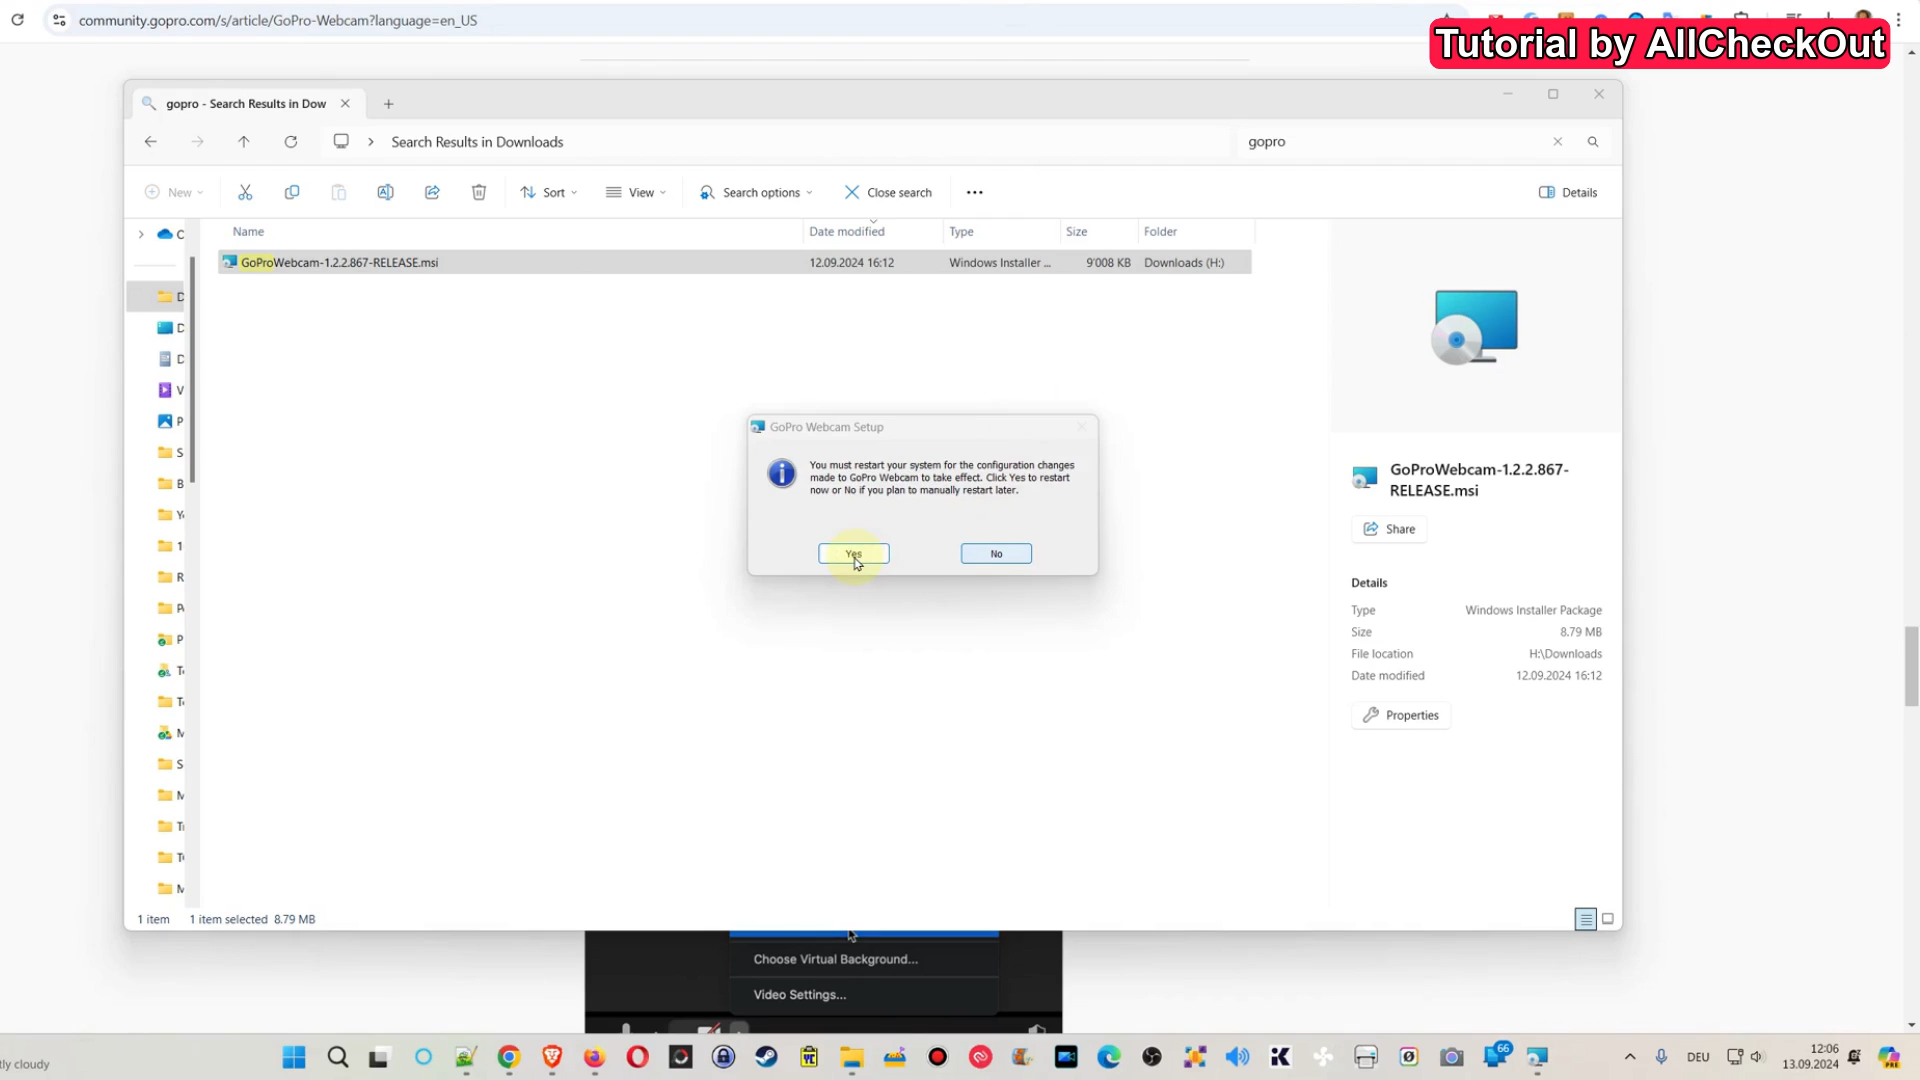 community.gopro.com/s/article/GoPro-Webcam?language=en_US
Tutorial by AllCheckOut
gopro - Search Results in Dow
Search Results in Downloads
gopro
New
Sort
View
Search options
Close search
Details
Name
Date modified
Type
Size
Folder
GoProWebcam-1.2.2.867-RELEASE.msi
12.09.2024 16:12
Windows Installer ...
9'008 KB
Downloads (H:)
GoPro Webcam Setup
You must restart your system for the configuration changes
made to GoPro Webcam to take effect. Click Yes to restart
now or No if you plan to manually restart later.
Yes
No
GoProWebcam-1.2.2.867-
RELEASE.msi
Share
Details
Type
Windows Installer Package
Size
8.79 MB
File location
H:\Downloads
Date modified
12.09.2024 16:12
Properties
1 item
1 item selected 8.79 MB
Choose Virtual Background...
Video Settings...
tly cloudy
66
DEU
12:06
13.09.2024
PRE